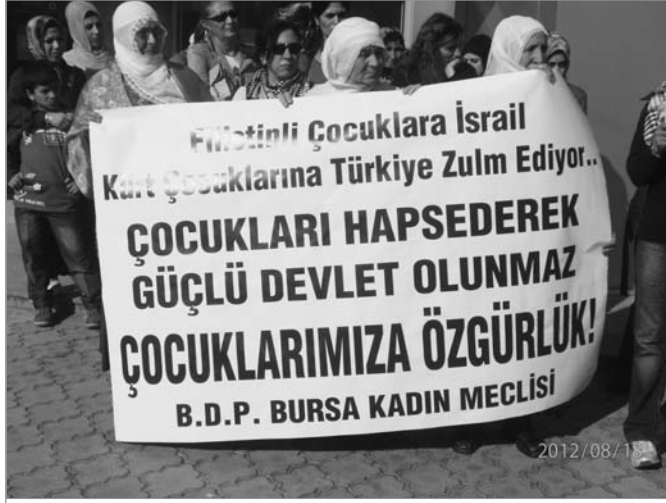 Filistinli Çocuklara İsrail
Kürt Çocuklarına Türkiye Zulm Ediyor..
ÇOCUKLARI HAPSEDEREK
GÜÇLÜ DEVLET OLUNMAZ
ÇOCUKLARIMIZA ÖZGÜRLÜK!
B.D.P. BURSA KADIN MECLİSİ
2012/08/18